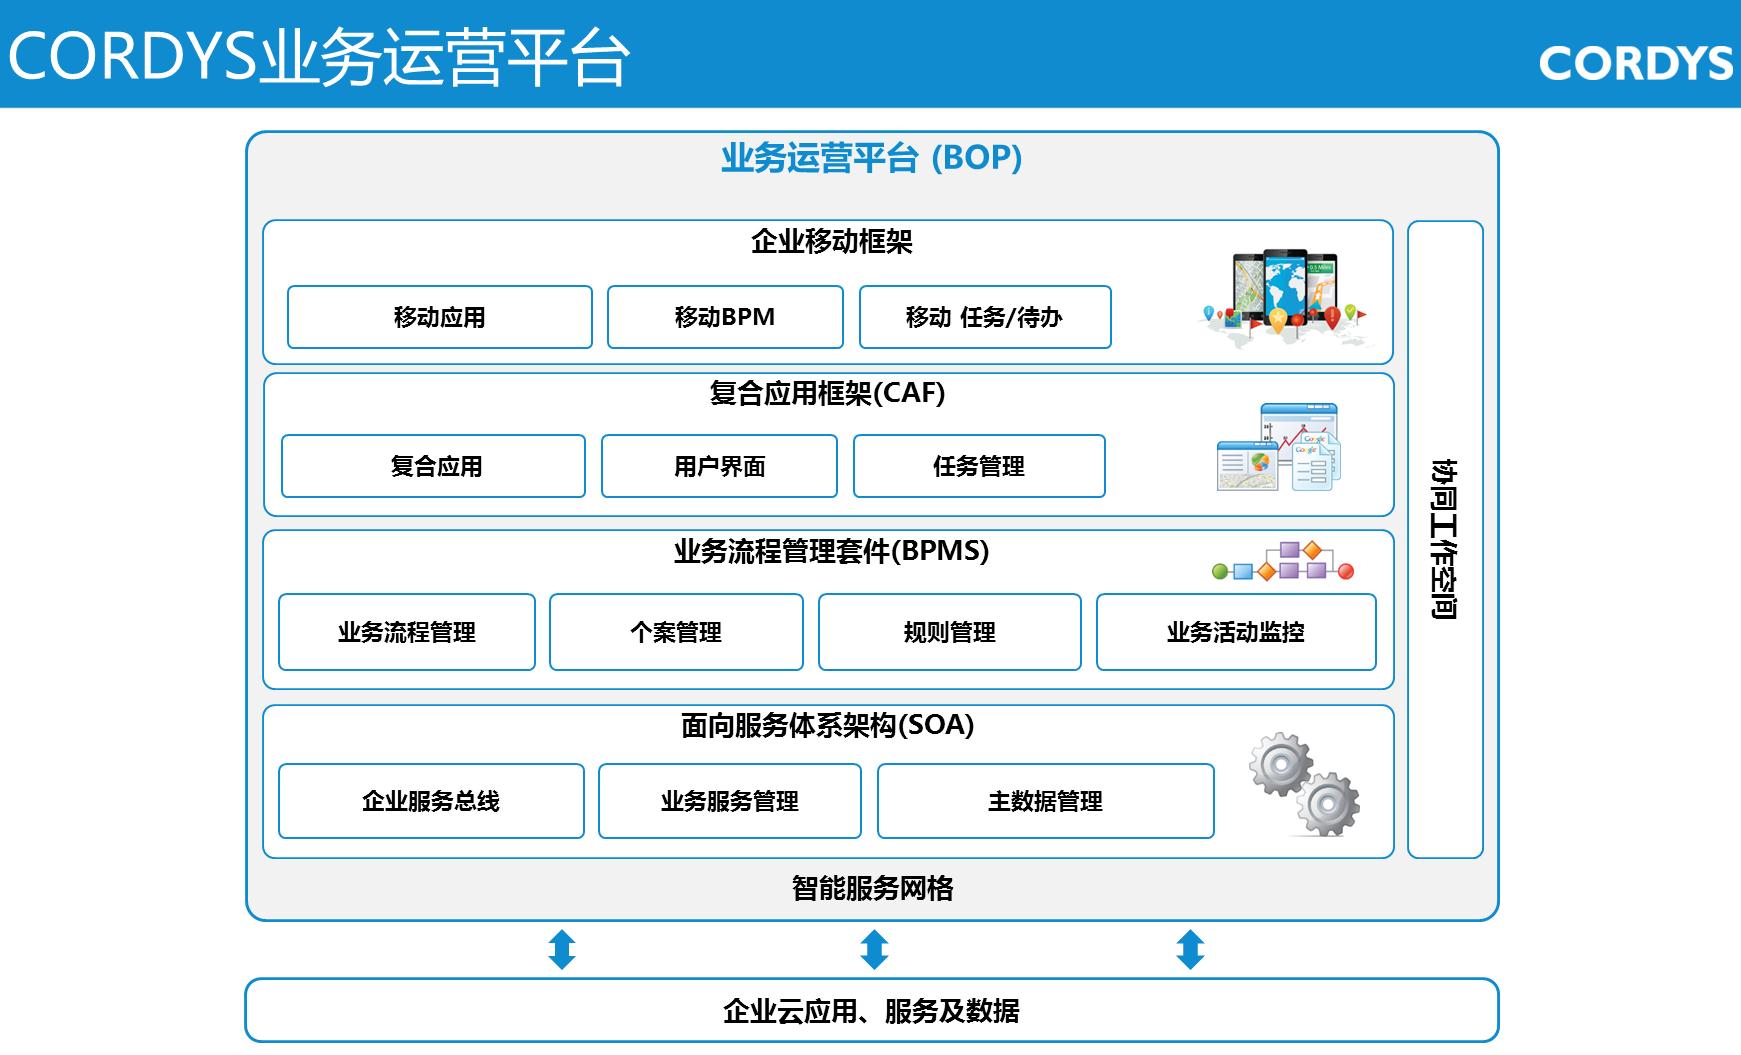 CORDYS业务运营平台
CORDYS
业务运营平台 (BOP)
企业移动框架
移动应用
移动BPM
移动 任务/待办
复合应用框架(CAF)
复合应用
用户界面
任务管理
Google
Google
业务流程管理套件(BPMS)
业务流程管理
个案管理
规则管理
业务活动监控
面向服务体系架构(SOA)
企业服务总线
业务服务管理
主数据管理
协同工作空间
智能服务网格
企业云应用、服务及数据